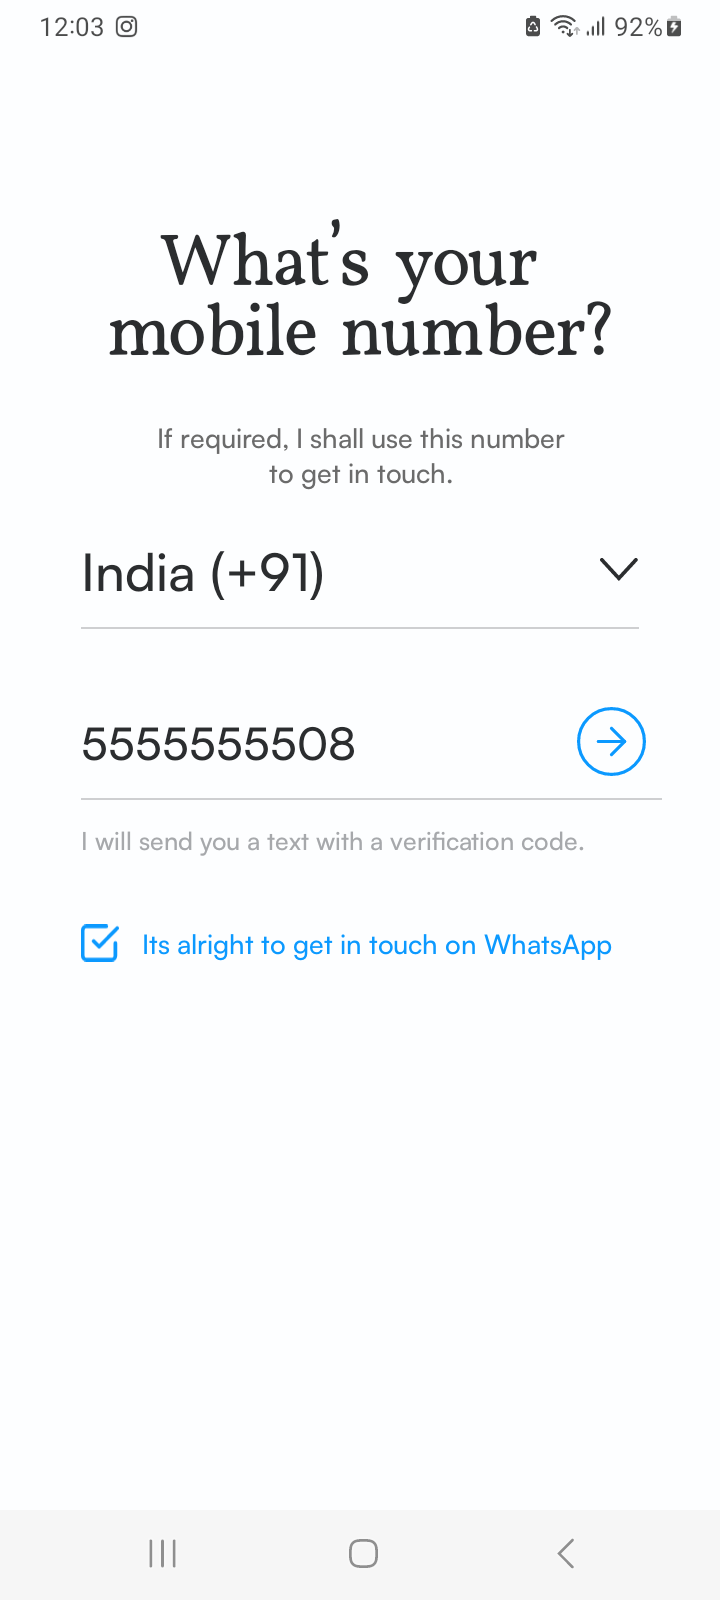 12:03
92%
What's your
mobile number?
If required, I shall use this number
to get in touch.
India (+91)
5555555508
I will send you a text with a verification code.
Its alright to get in touch on WhatsApp